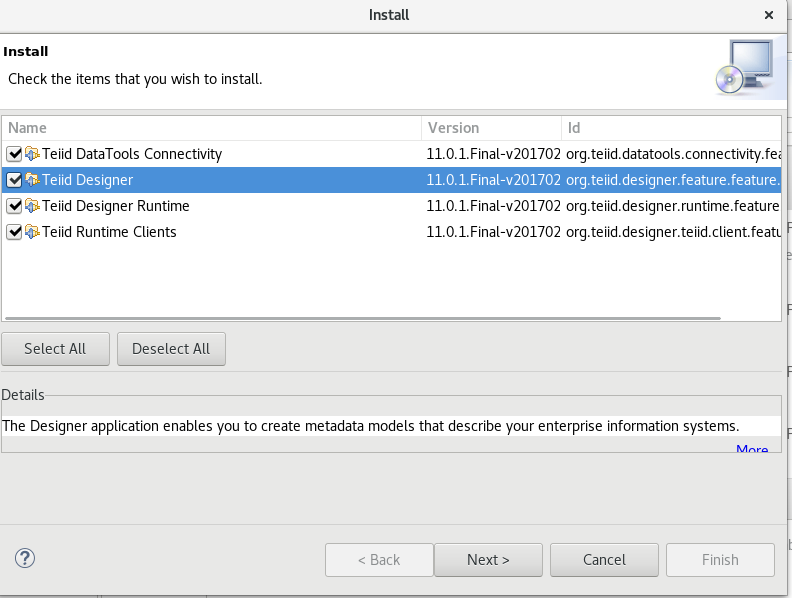 Install
Install
Check the items that you wish to install.
Name Version Id
Teiid DataTools Connectivity 11.0.1.Final-v201702 org.teiid.datatools.connectivity.fea
Teiid Designer 11.0.1.Final-v201702 org.teiid.designer.feature.feature.
Teiid Designer Runtime 11.0.1.Final-v201702 org.teiid.designer.runtime.feature
Teiid Runtime Clients 11.0.1.Final-v201702 org.teiid.designer.teiid.client.featu
Select All Deselect All
Details
The Designer application enables you to create metadata models that describe your enterprise information systems.
More
? < Back Next > Cancel Finish